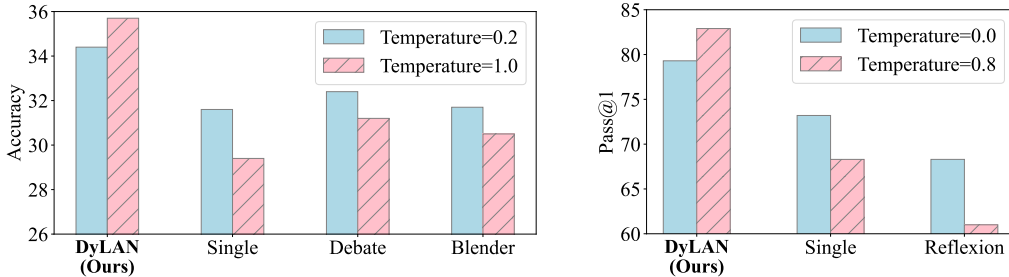 36
34
32
30
28
26
Accuracy
Temperature=0.2
Temperature=1.0
DyLAN
(Ours)
Single
Debate
Blender
85
80
75
70
65
60
Pass@1
Temperature=0.0
Temperature=0.8
DyLAN
(Ours)
Single
Reflexion